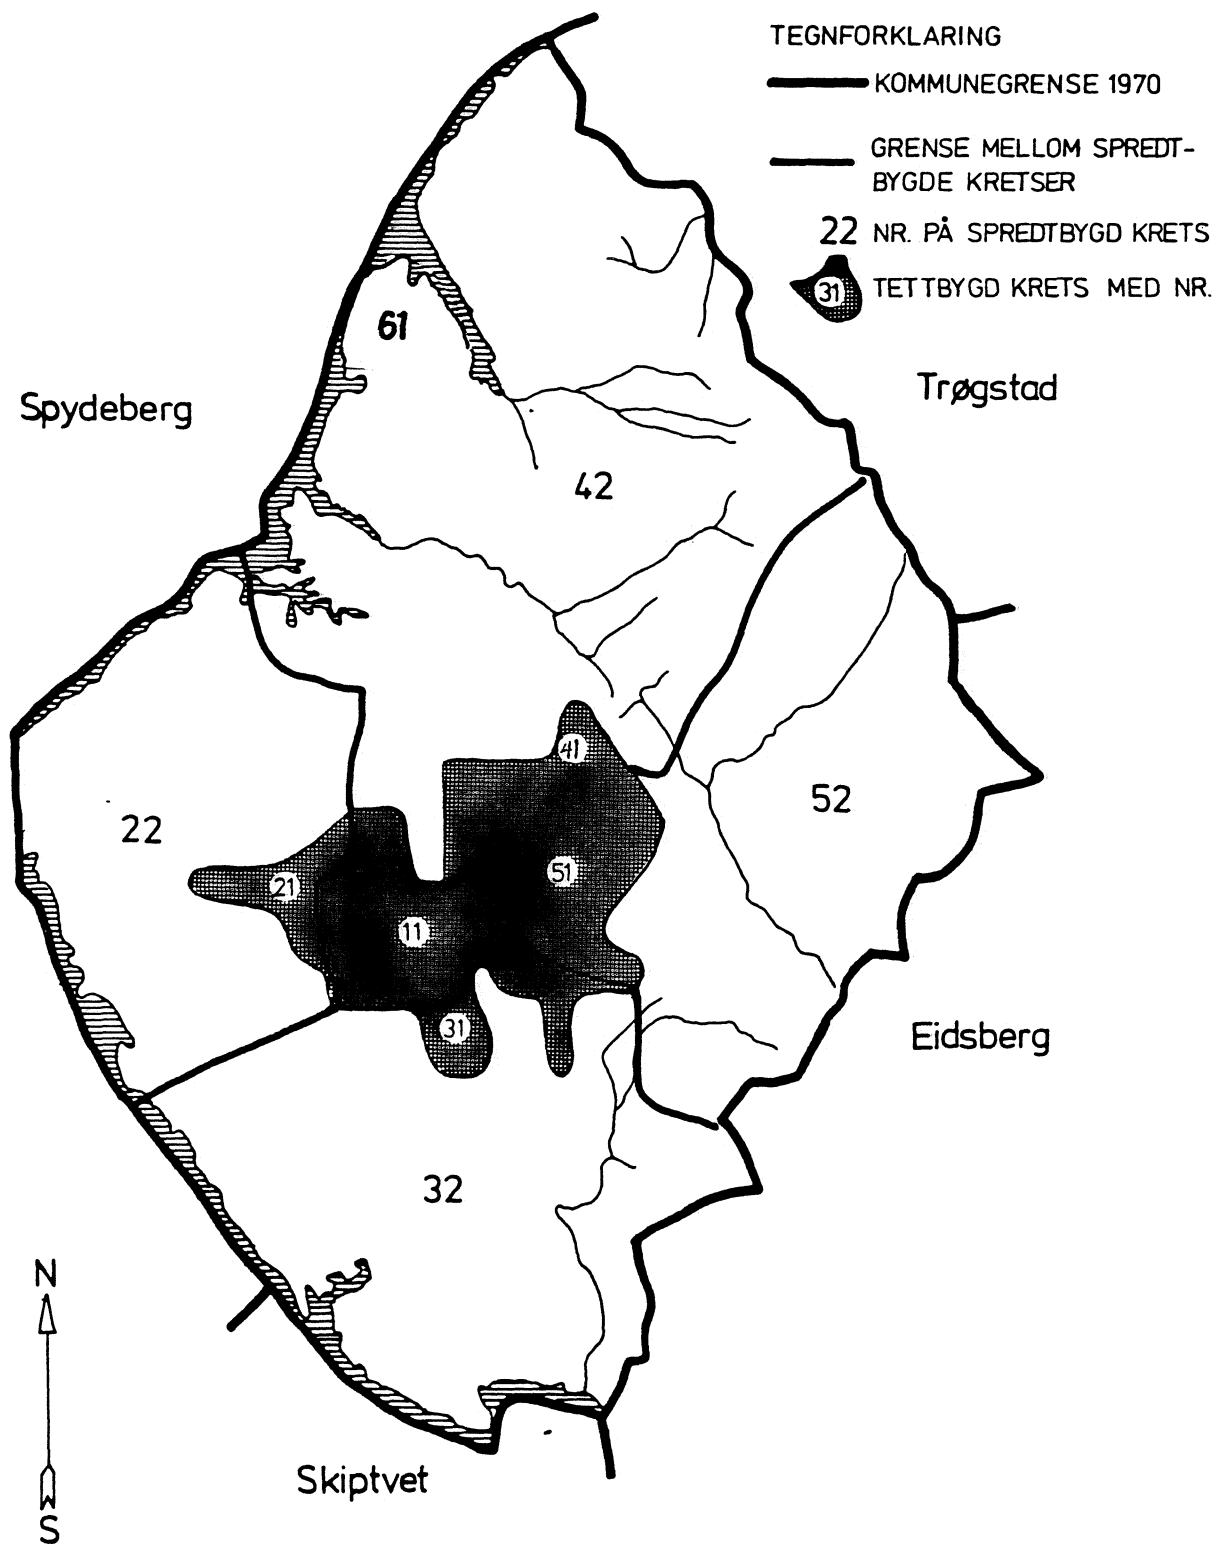 TEGNFORKLARING
KOMMUNEGRENSE 1970
GRENSE MELLOM SPREDT-
BYGDE KRETSER
22 NR. PÅ SPREDTBYGD KRETS
31 TETTBYGD KRETS MED NR.
61
Trøgstad
Spydeberg
42
41
52
22
51
21
11
31
Eidsberg
32
N
Skiptvet
S